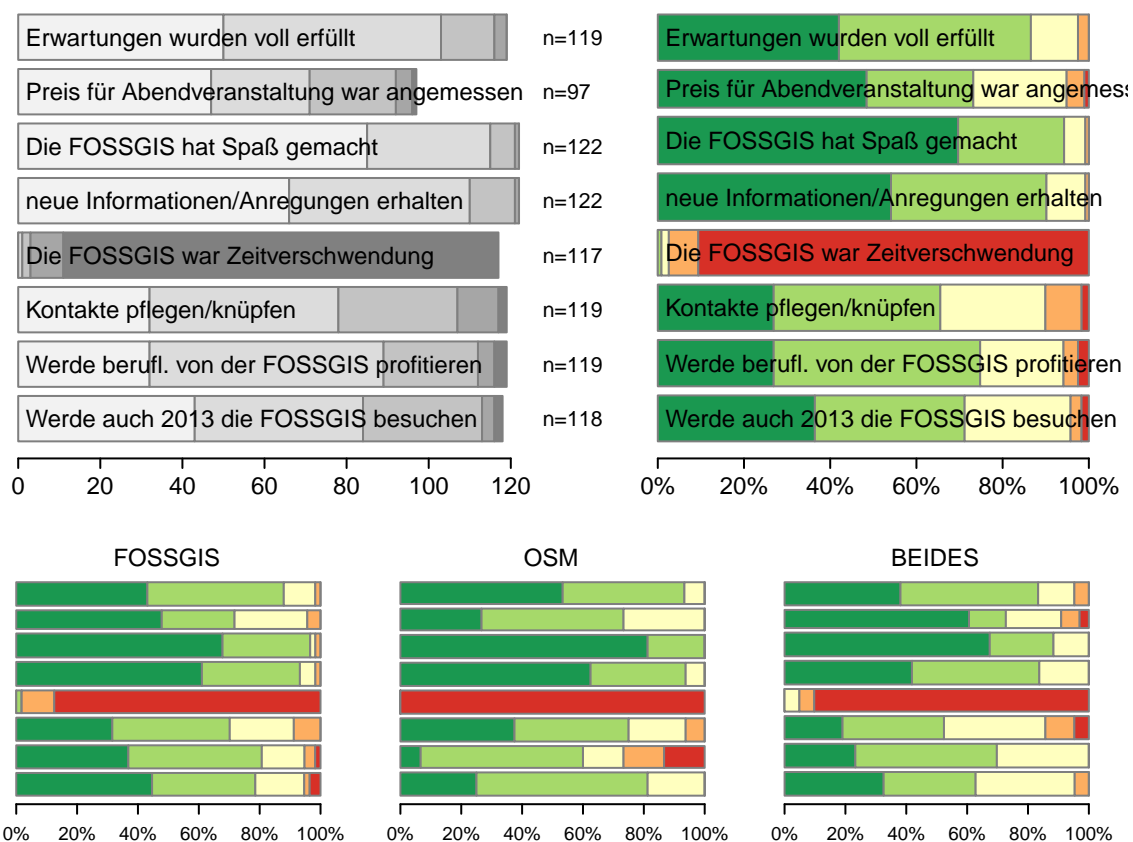 Erwartungen wurden voll erfüllt n=119
Preis für Abendveranstaltung war angemessen n=97
Die FOSSGIS hat Spaß gemacht n=122
neue Informationen/Anregungen erhalten n=122
Die FOSSGIS war Zeitverschwendung n=117
Kontakte pflegen/knüpfen n=119
Werde berufl. von der FOSSGIS profitieren n=119
Werde auch 2013 die FOSSGIS besuchen n=118
0 20 40 60 80 100 120
Erwartungen wurden voll erfüllt
Preis für Abendveranstaltung war angemess
Die FOSSGIS hat Spaß gemacht
neue Informationen/Anregungen erhalten
Die FOSSGIS war Zeitverschwendung
Kontakte pflegen/knüpfen
Werde berufl. von der FOSSGIS profitieren
Werde auch 2013 die FOSSGIS besuchen
0% 20% 40% 60% 80% 100%
FOSSGIS
0% 20% 40% 60% 80% 100%
OSM
0% 20% 40% 60% 80% 100%
BEIDES
0% 20% 40% 60% 80% 100%